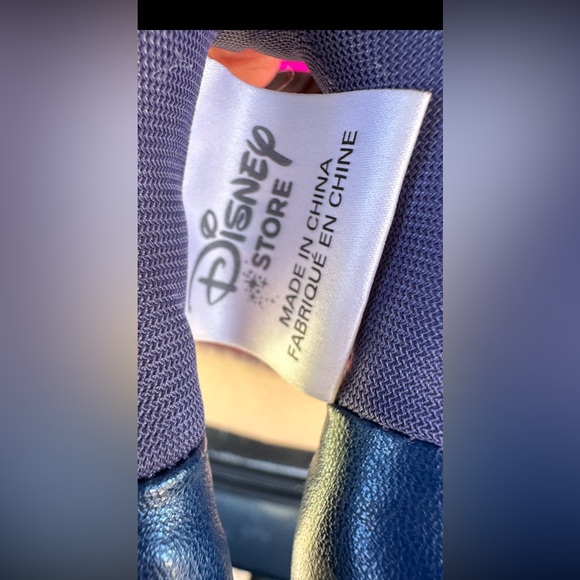 Disney
STORE
MADE IN CHINA
FABRIQUÉ EN CHINE